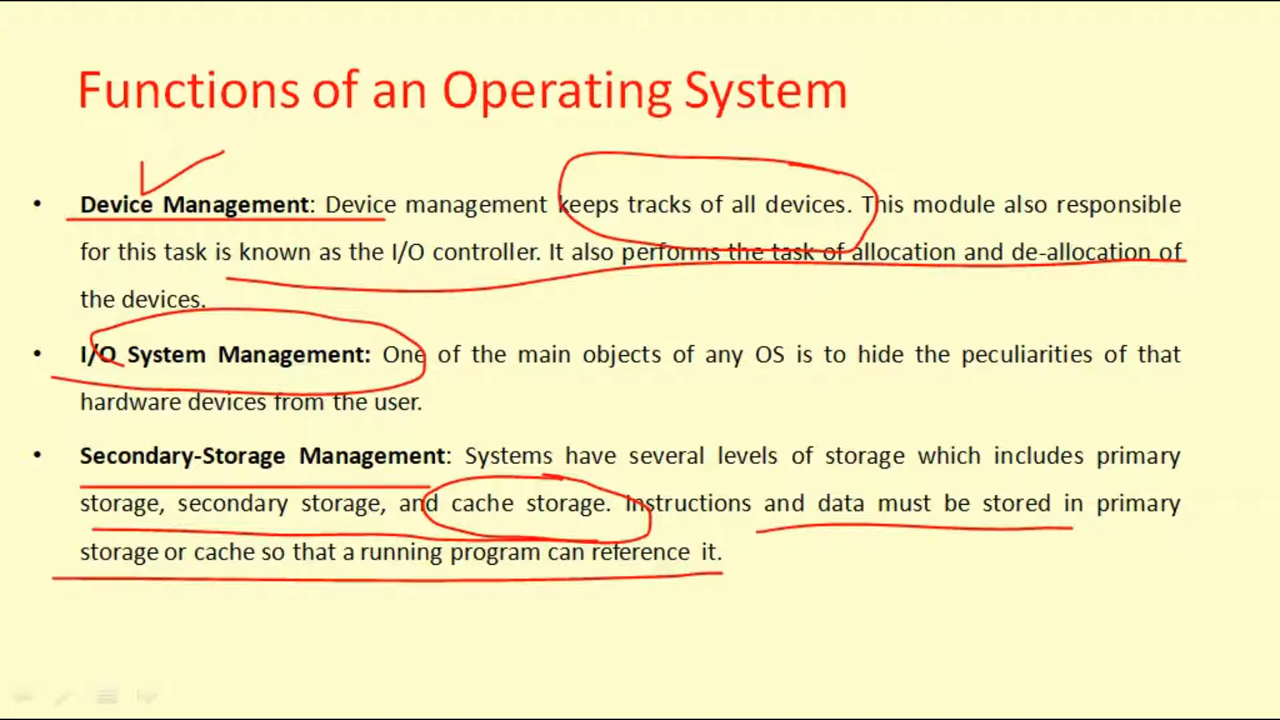 Functions of an Operating System
• Device Management: Device management keeps tracks of all devices. This module also responsible
for this task is known as the I/O controller. It also performs the task of allocation and de-allocation of
the devices.
• I/O System Management: One of the main objects of any OS is to hide the peculiarities of that
hardware devices from the user.
• Secondary-Storage Management: Systems have several levels of storage which includes primary
storage, secondary storage, and cache storage. Instructions and data must be stored in primary
storage or cache so that a running program can reference it.